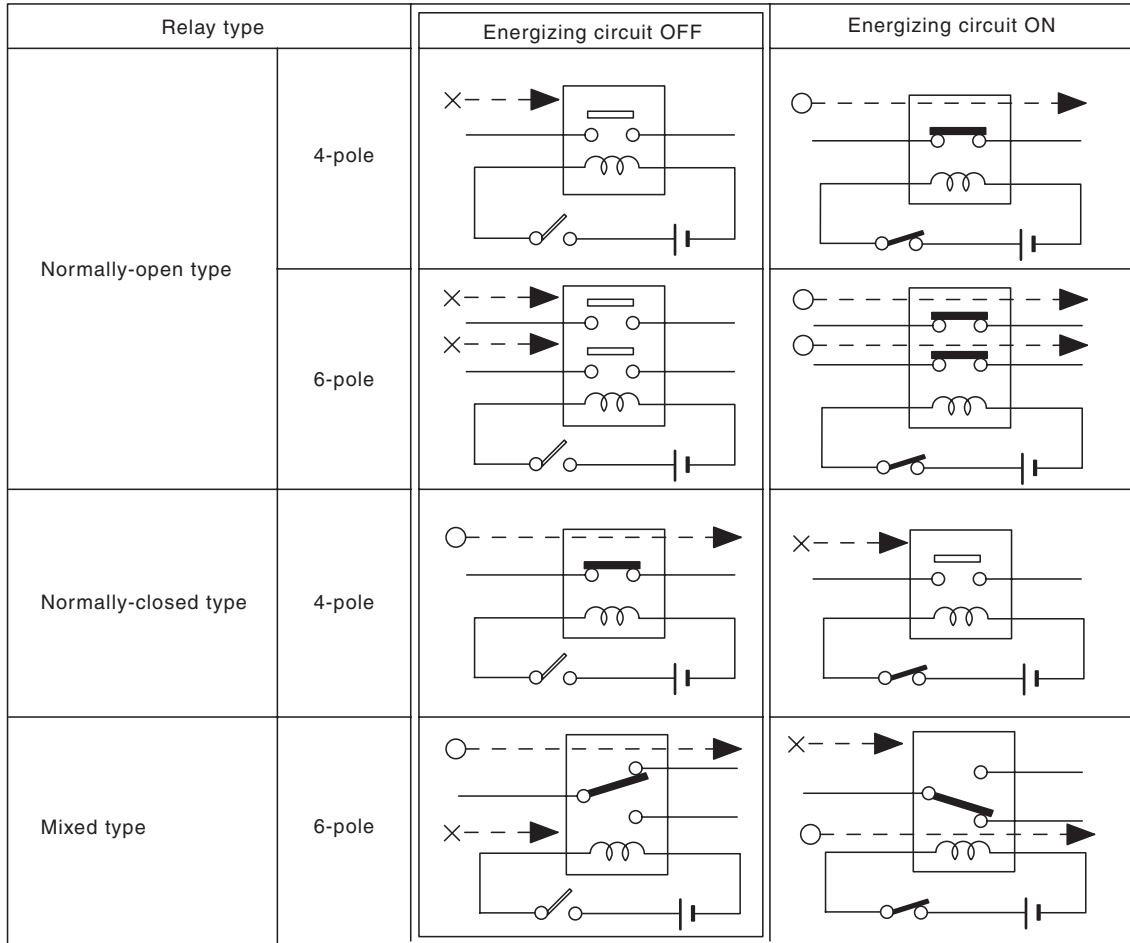 Relay type
Energizing circuit OFF
Energizing circuit ON
Normally-open type
4-pole
6-pole
Normally-closed type
4-pole
Mixed type
6-pole